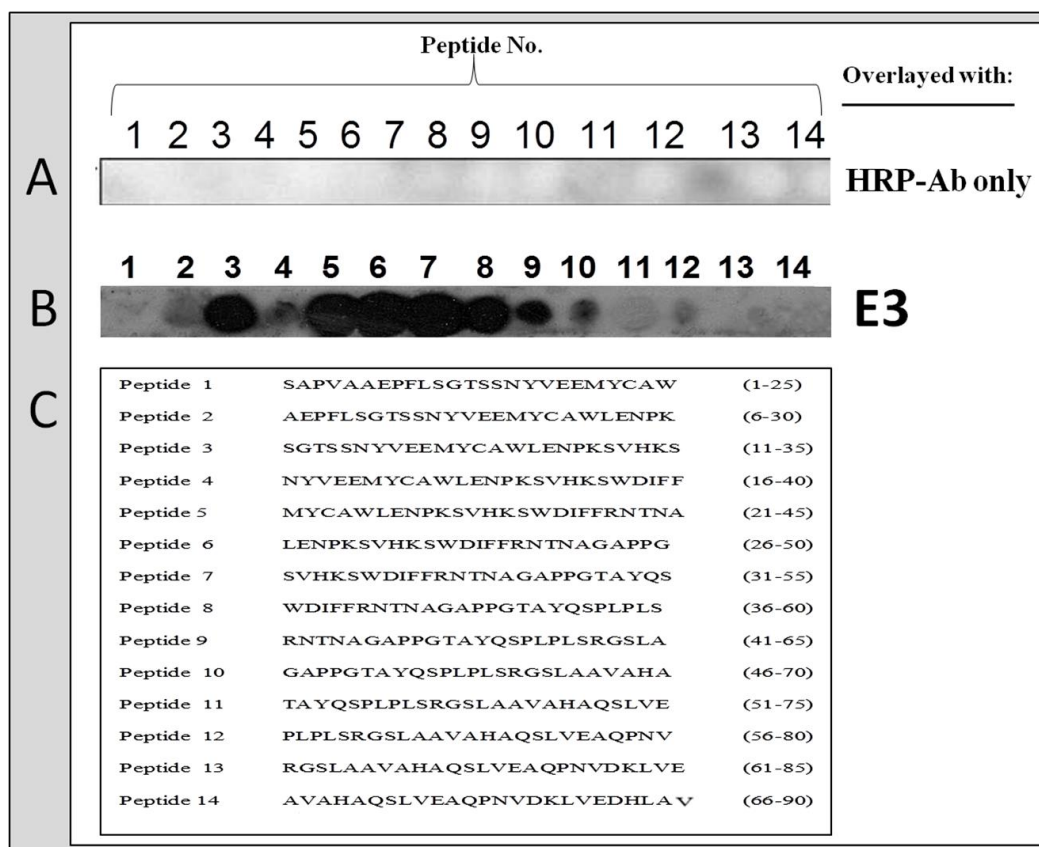 Peptide No.
Overlayed with:
1 2 3 4 5 6 7 8 9 10 11 12 13 14
A
HRP-Ab only
1 2 3 4 5 6 7 8 9 10 11 12 13 14
B
E3
C
Peptide 1 SAPVAAEPFLSGTSSNYVEEMYCAW (1-25)
Peptide 2 AEPFLSGTSSNYVEEMYCAWLENPK (6-30)
Peptide 3 SGTSSNYVEEMYCAWLENPKSVHKS (11-35)
Peptide 4 NYVEEMYCAWLENPKSVHKSWDIFF (16-40)
Peptide 5 MYCAWLENPKSVHKSWDIFFRNTNA (21-45)
Peptide 6 LENPKSVHKSWDIFFRNTNAGAPPG (26-50)
Peptide 7 SVHKSWDIFFRNTNAGAPPGTAYQS (31-55)
Peptide 8 WDIFFRNTNAGAPPGTAYQSPLPLS (36-60)
Peptide 9 RNTNAGAPPGTAYQSPLPLSRGSLA (41-65)
Peptide 10 GAPPGTAYQSPLPLSRGSLAAVAHA (46-70)
Peptide 11 TAYQSPLPLSRGSLAAVAHAQSLVE (51-75)
Peptide 12 PLPLSRGSLAAVAHAQSLVEAQPNV (56-80)
Peptide 13 RGSLAAVAHAQSLVEAQPNVDKLVE (61-85)
Peptide 14 AVAHAQSLVEAQPNVDKLVEDHLAV (66-90)